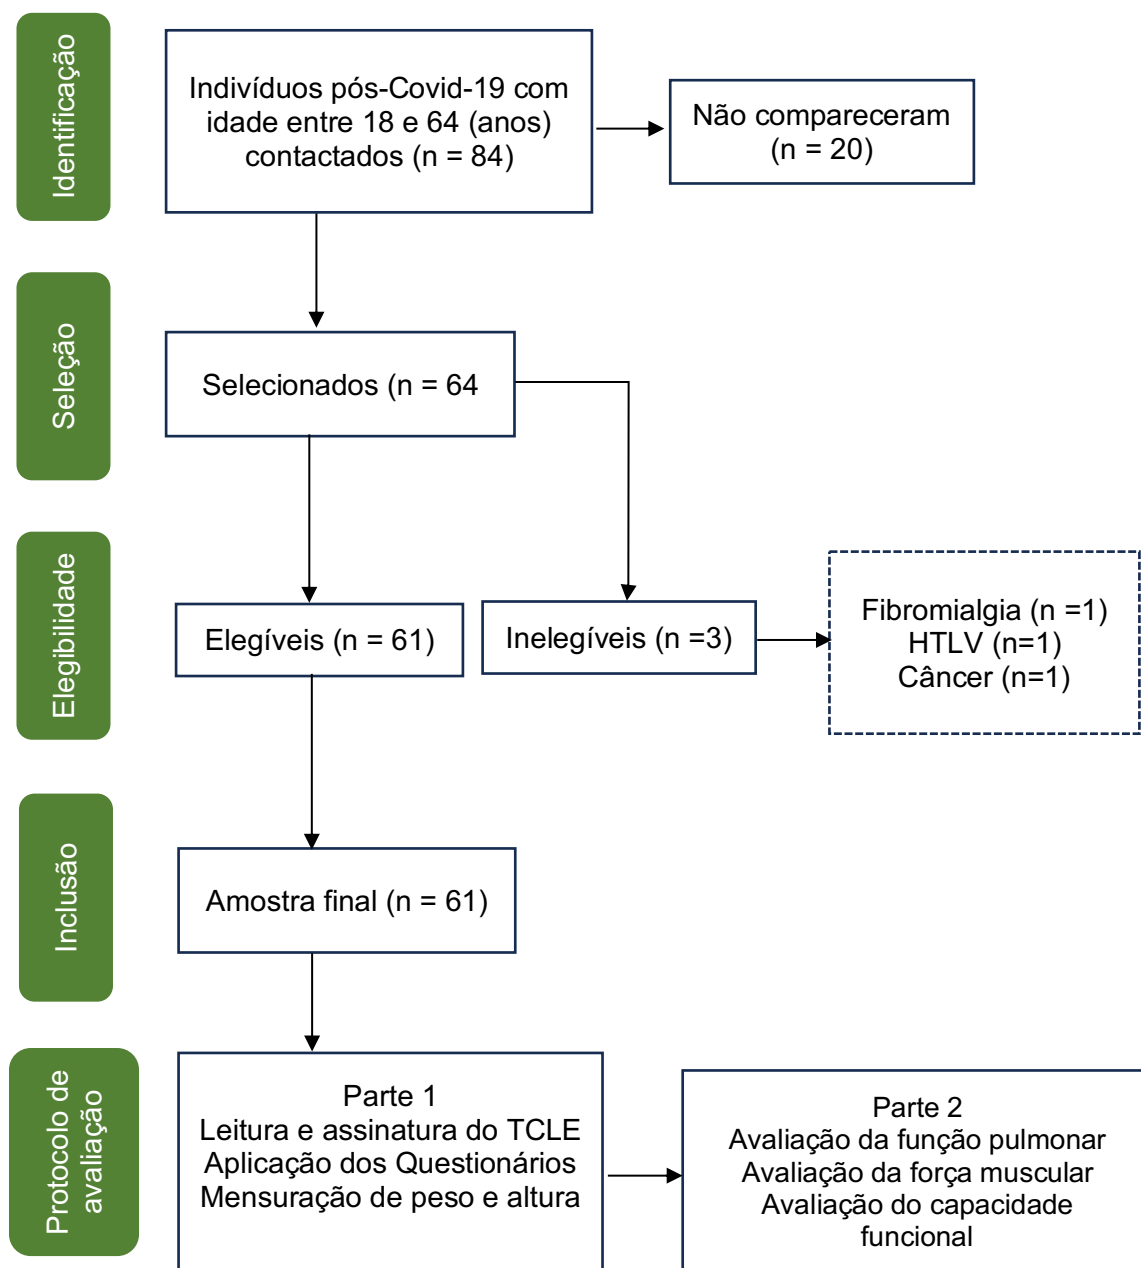 Identificação
Indivíduos pós-Covid-19 com
idade entre 18 e 64 (anos)
contactados (n = 84)
Não compareceram
(n = 20)
Seleção
Selecionados (n = 64
Elegibilidade
Elegíveis (n = 61)
Inelegíveis (n =3)
Fibromialgia (n =1)
HTLV (n=1)
Câncer (n=1)
Inclusão
Amostra final (n = 61)
Protocolo de
avaliação
Parte 1
Leitura e assinatura do TCLE
Aplicação dos Questionários
Mensuração de peso e altura
Parte 2
Avaliação da função pulmonar
Avaliação da força muscular
Avaliação do capacidade
funcional